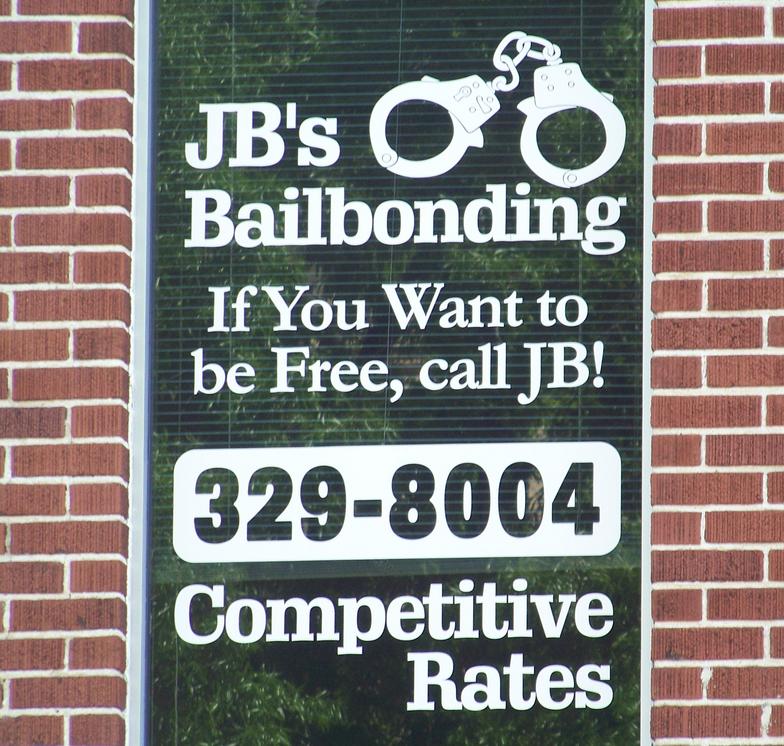 JB's
Bailbonding
If You Want to
be Free, call JB!
329-8004
Competitive
Rates